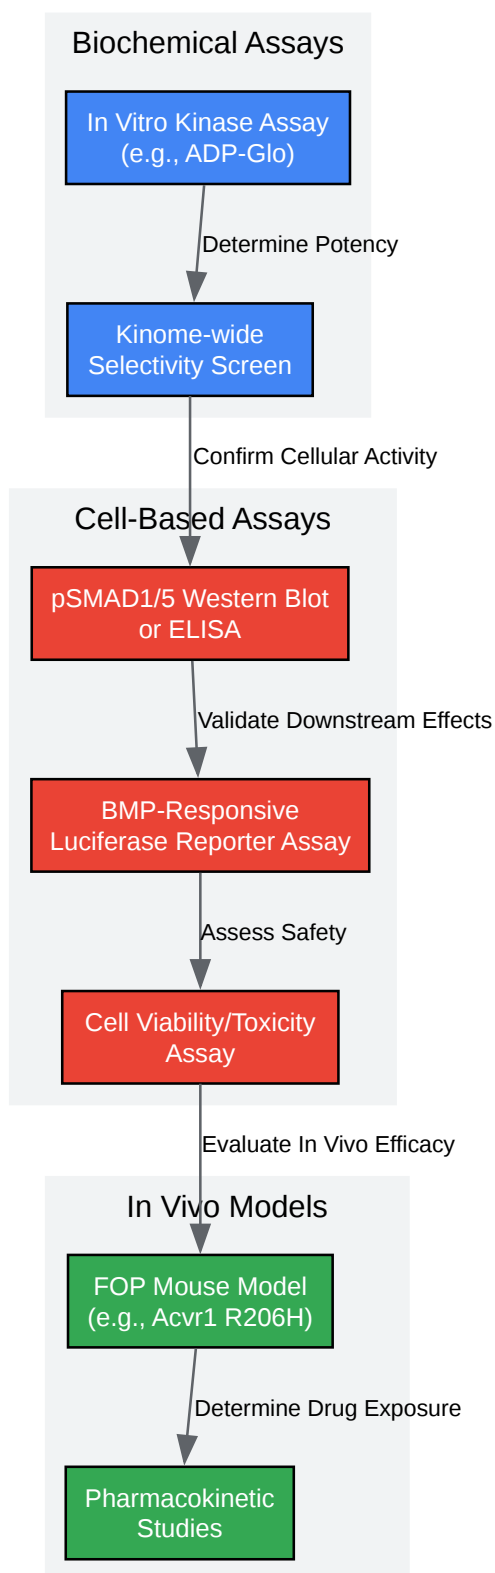 Biochemical Assays
In Vitro Kinase Assay
(e.g., ADP-Glo)
Determine Potency
Kinome-wide
Selectivity Screen
Confirm Cellular Activity
Cell-Based Assays
pSMAD1/5 Western Blot
or ELISA
Validate Downstream Effects
BMP-Responsive
Luciferase Reporter Assay
Assess Safety
Cell Viability/Toxicity
Assay
Evaluate In Vivo Efficacy
In Vivo Models
FOP Mouse Model
(e.g., Acvr1 R206H)
Determine Drug Exposure
Pharmacokinetic
Studies